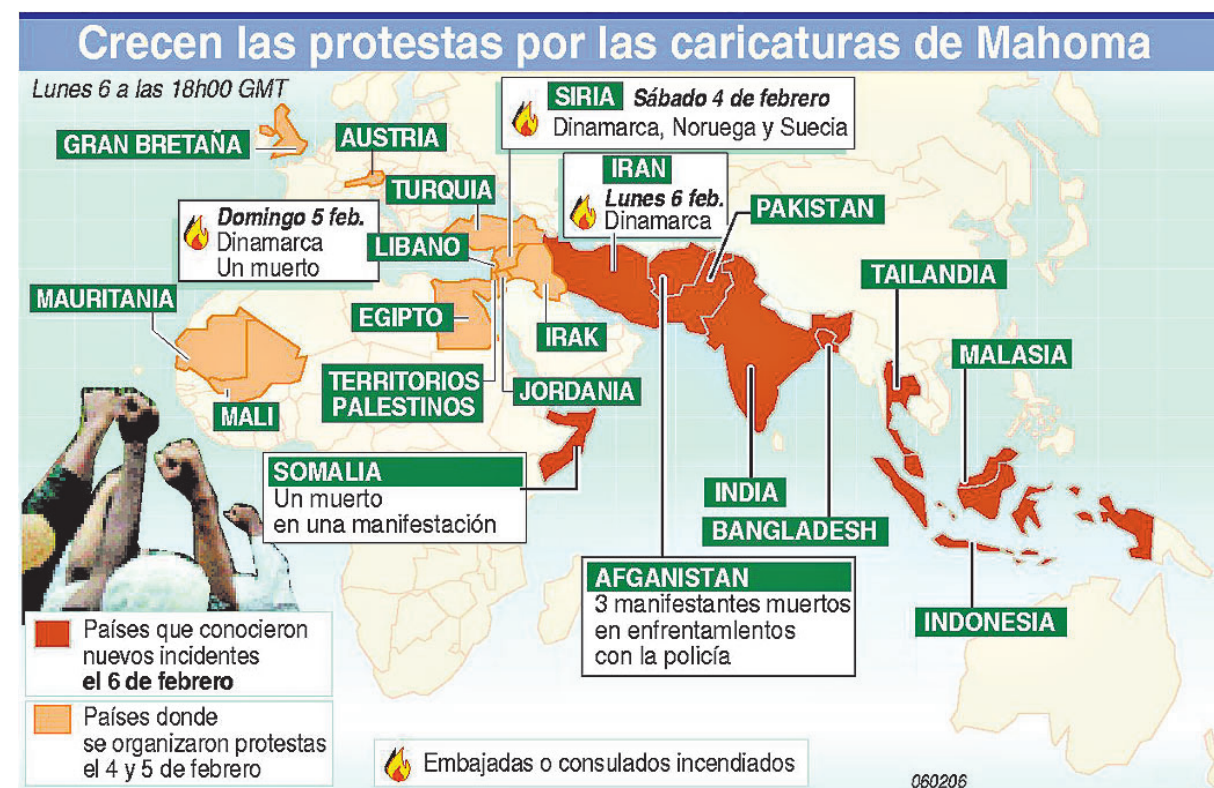 Crecen las protestas por las caricaturas de Mahoma
Lunes 6 a las 18h00 GMT
GRAN BRETAÑA
AUSTRIA
SIRIA Sábado 4 de febrero
Dinamarca, Noruega y Suecia
IRAN
Lunes 6 feb.
Dinamarca
TURQUIA
PAKISTAN
Domingo 5 feb.
Dinamarca
Un muerto
LIBANO
TAILANDIA
MAURITANIA
EGIPTO
IRAK
MALASIA
TERRITORIOS
PALESTINOS
JORDANIA
MALI
SOMALIA
Un muerto
en una manifestación
INDIA
BANGLADESH
AFGANISTAN
3 manifestantes muertos
en enfrentamientos
con la policía
INDONESIA
Países que conocieron
nuevos incidentes
el 6 de febrero
Países donde
se organizaron protestas
el 4 y 5 de febrero
Embajadas o consulados incendiados
060206